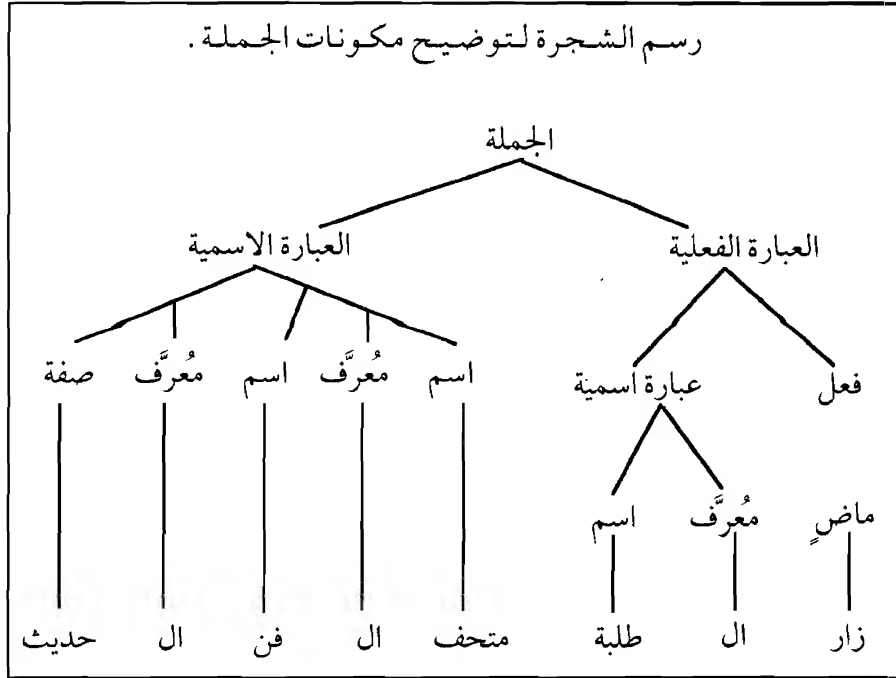 رسم الشجرة لتوضيح مكونات الجملة .
الجملة
العبارة الفعلية العبارة الاسمية
فعل عبارة اسمية اسم مُعرَّف اسم مُعرَّف صفة
ماضٍ مُعرَّف اسم
زار ال طلبة متحف ال فن ال حديث